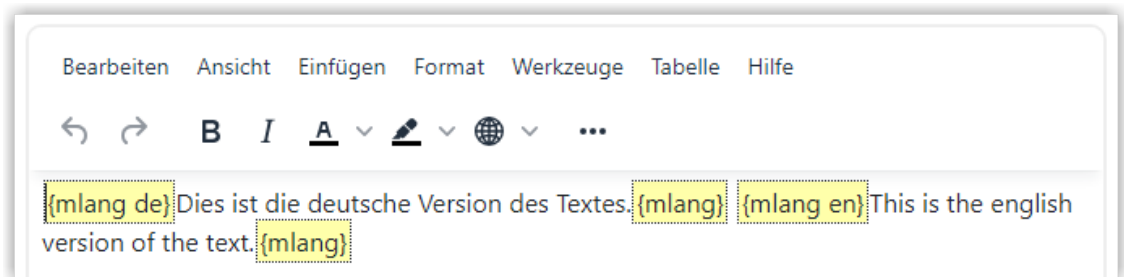 Bearbeiten Ansicht Einfügen Format Werkzeuge Tabelle Hilfe
B I A
{mlang de}Dies ist die deutsche Version des Textes.{mlang} {mlang en}This is the english
version of the text.{mlang}